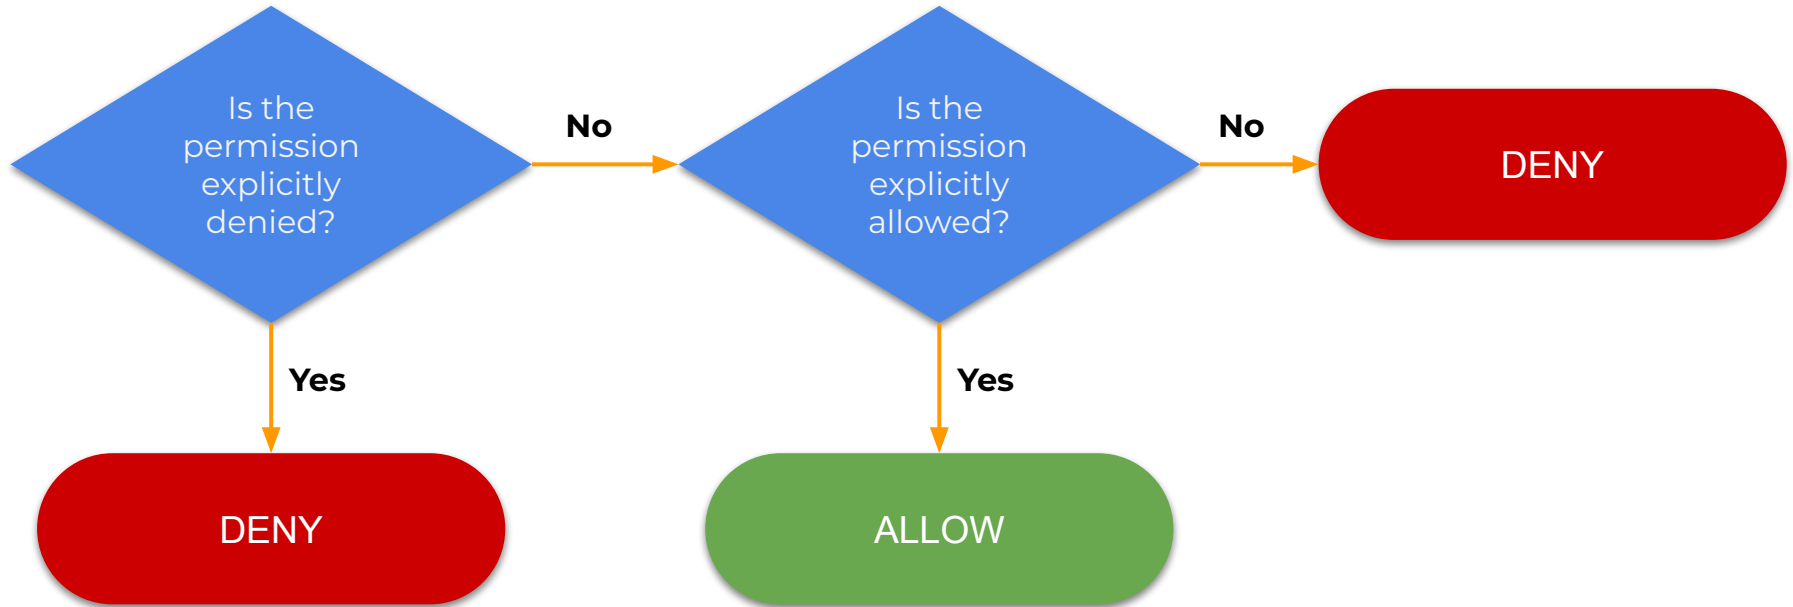 Is the
permission
explicitly
denied?
No
Is the
permission
explicitly
allowed?
No
DENY
Yes
Yes
DENY
ALLOW